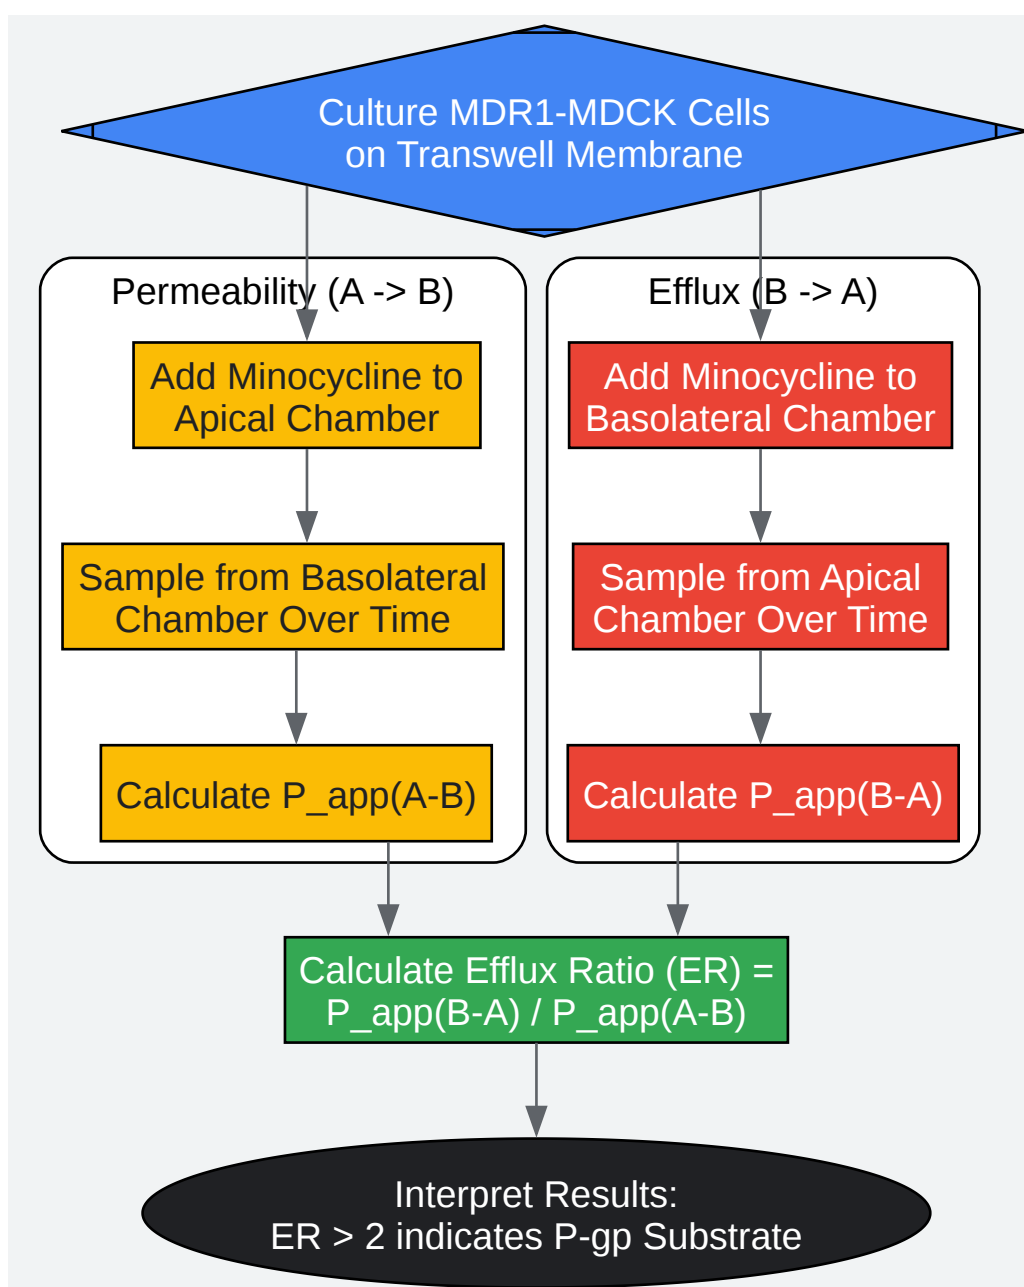 Culture MDR1-MDCK Cells
on Transwell Membrane
Permeability (A -> B)
Add Minocycline to
Apical Chamber
Sample from Basolateral
Chamber Over Time
Calculate P_app(A-B)
Efflux (B -> A)
Add Minocycline to
Basolateral Chamber
Sample from Apical
Chamber Over Time
Calculate P_app(B-A)
Calculate Efflux Ratio (ER) =
P_app(B-A) / P_app(A-B)
Interpret Results:
ER > 2 indicates P-gp Substrate